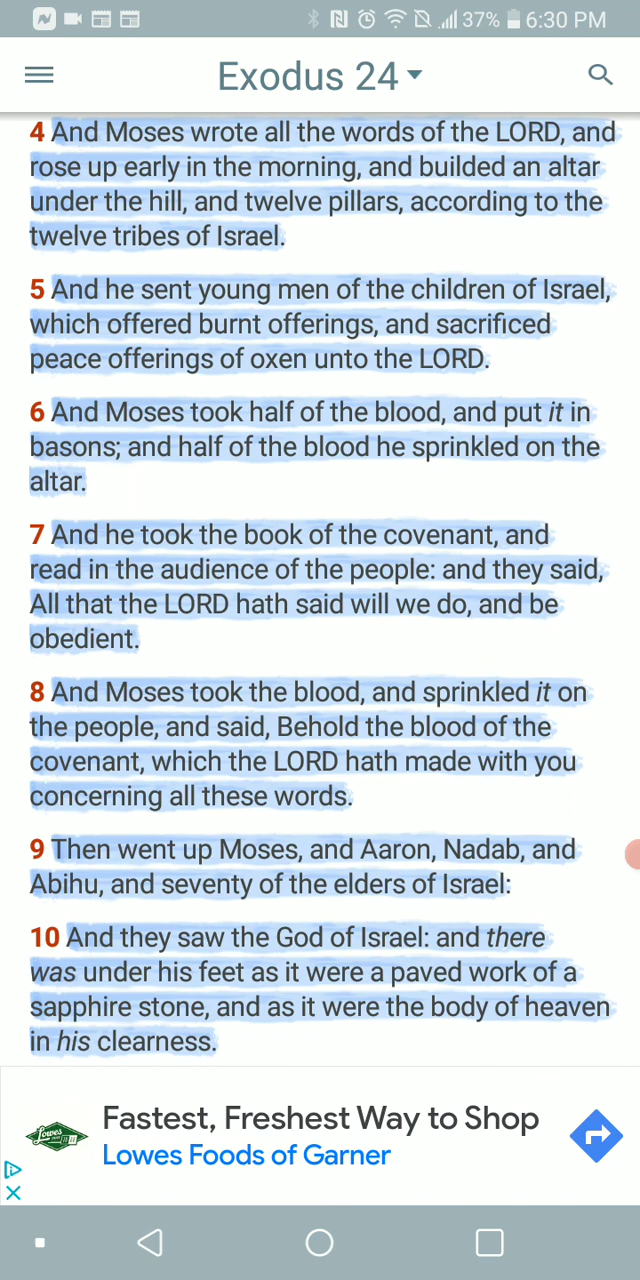 37% 6:30 PM
Exodus 24
4 And Moses wrote all the words of the LORD, and
rose up early in the morning, and builded an altar
under the hill, and twelve pillars, according to the
twelve tribes of Israel.
5 And he sent young men of the children of Israel,
which offered burnt offerings, and sacrificed
peace offerings of oxen unto the LORD.
6 And Moses took half of the blood, and put it in
basons; and half of the blood he sprinkled on the
altar.
7 And he took the book of the covenant, and
read in the audience of the people: and they said,
All that the LORD hath said will we do, and be
obedient.
8 And Moses took the blood, and sprinkled it on
the people, and said, Behold the blood of the
covenant, which the LORD hath made with you
concerning all these words.
9 Then went up Moses, and Aaron, Nadab, and
Abihu, and seventy of the elders of Israel:
10 And they saw the God of Israel: and there
was under his feet as it were a paved work of a
sapphire stone, and as it were the body of heaven
in his clearness.
Lowes
Fastest, Freshest Way to Shop
Lowes Foods of Garner